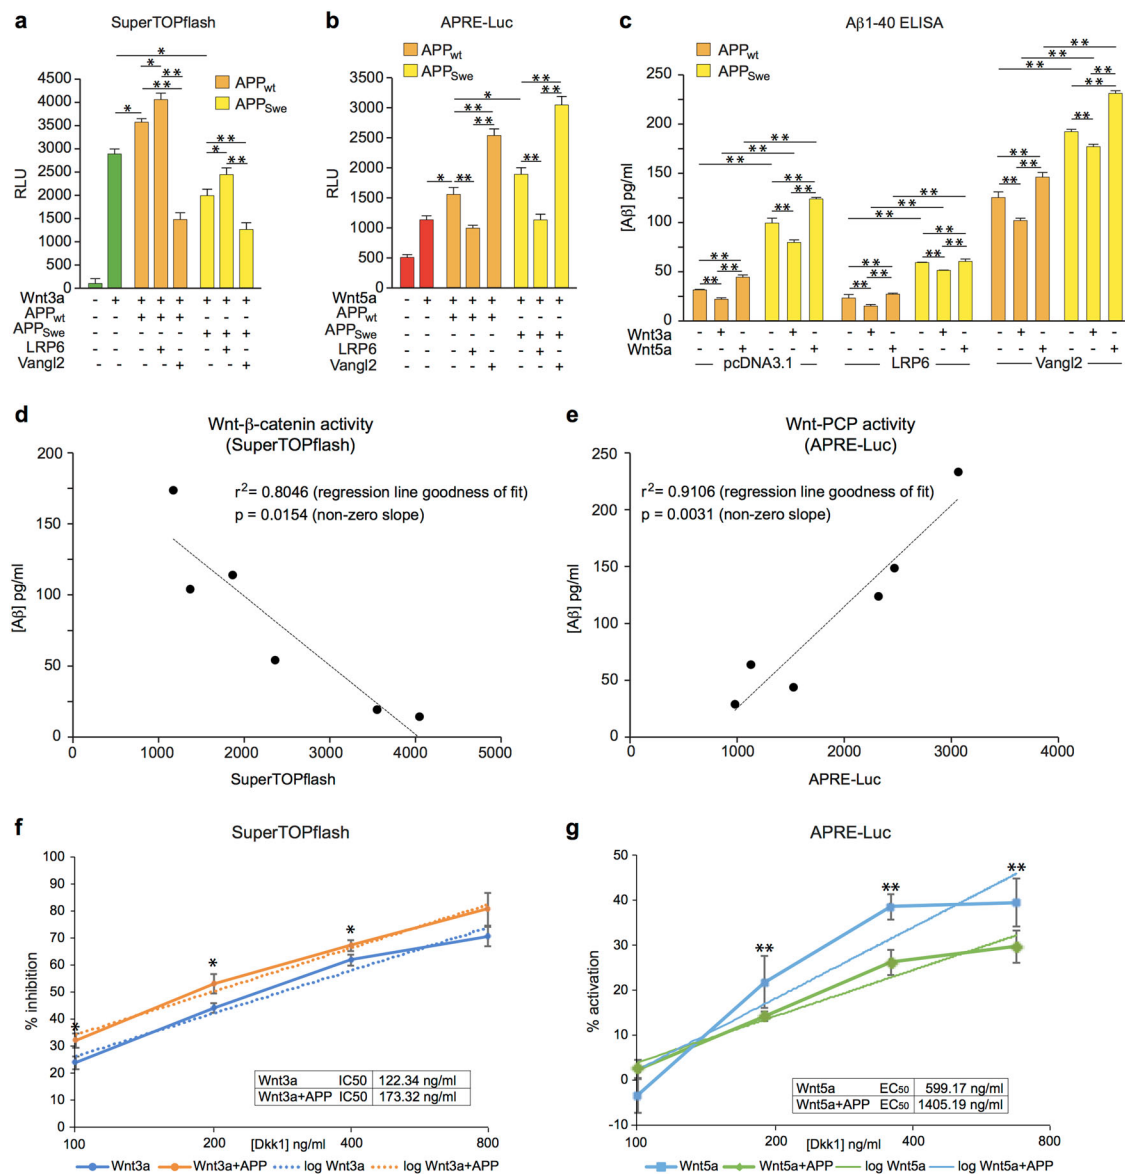 a
SuperTOPflash
APP_wt
APP_Swe
RLU
4500
4000
3500
3000
2500
2000
1500
1000
500
0
* * * ** ** * ** **
Wnt3a - + + + + + + +
APP_wt - - + + + - - -
APP_Swe - - - - - + + +
LRP6 - - - + - - + -
Vangl2 - - - - + - - +
b
APRE-Luc
APP_wt
APP_Swe
RLU
3500
3000
2500
2000
1500
1000
500
0
* ** ** ** * ** ** **
Wnt5a - + + + + + + +
APP_wt - - + + + - - -
APP_Swe - - - - - + + +
LRP6 - - - + - - + -
Vangl2 - - - - + - - +
c
Aβ1-40 ELISA
APP_wt
APP_Swe
[Aβ] pg/ml
250
200
150
100
50
0
Wnt3a - + - - + - - + - - + - - + - - + -
Wnt5a - - + - - + - - + - - + - - + - - +
pcDNA3.1 LRP6 Vangl2
d
Wnt-β-catenin activity
(SuperTOPflash)
r²= 0.8046 (regression line goodness of fit)
p = 0.0154 (non-zero slope)
[Aβ] pg/ml
200
150
100
50
0
0 1000 2000 3000 4000 5000
SuperTOPflash
e
Wnt-PCP activity
(APRE-Luc)
r²= 0.9106 (regression line goodness of fit)
p = 0.0031 (non-zero slope)
[Aβ] pg/ml
250
200
150
100
50
0
0 1000 2000 3000 4000
APRE-Luc
f
SuperTOPflash
% inhibition
100
90
80
70
60
50
40
30
20
10
0
* * *
Wnt3a IC50 122.34 ng/ml
Wnt3a+APP IC50 173.32 ng/ml
100 200 400 800
[Dkk1] ng/ml
Wnt3a Wnt3a+APP log Wnt3a log Wnt3a+APP
g
APRE-Luc
% activation
50
40
30
20
10
0
-10
** ** **
Wnt5a EC₅₀ 599.17 ng/ml
Wnt5a+APP EC₅₀ 1405.19 ng/ml
100 200 400 800
[Dkk1] ng/ml
Wnt5a Wnt5a+APP log Wnt5a log Wnt5a+APP